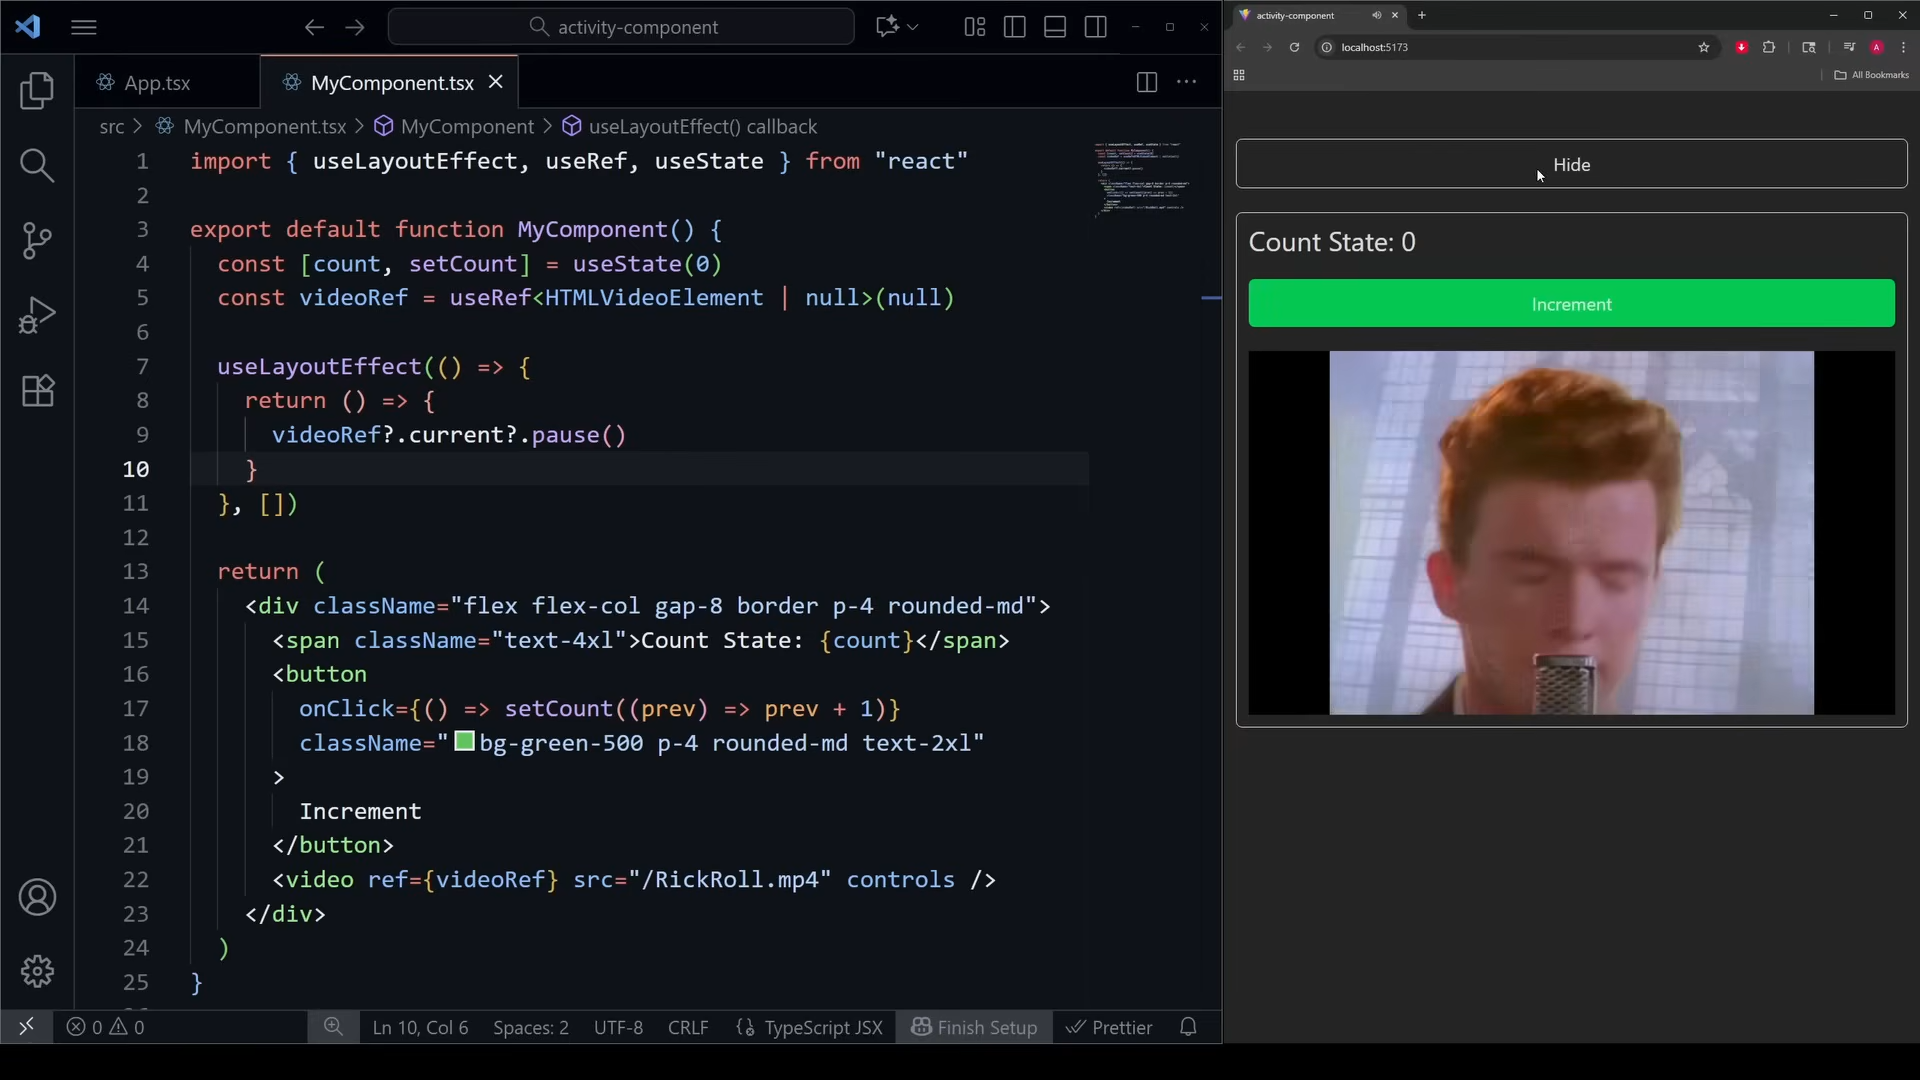 activity-component
App.tsx
MyComponent.tsx
src > MyComponent.tsx > MyComponent > useLayoutEffect() callback
1 import { useLayoutEffect, useRef, useState } from "react"
2
3 export default function MyComponent() {
4 const [count, setCount] = useState(0)
5 const videoRef = useRef<HTMLVideoElement | null>(null)
6
7 useLayoutEffect(() => {
8 return () => {
9 videoRef?.current?.pause()
10 }
11 }, [])
12
13 return (
14 <div className="flex flex-col gap-8 border p-4 rounded-md">
15 <span className="text-4xl">Count State: {count}</span>
16 <button
17 onClick={() => setCount((prev) => prev + 1)}
18 className="bg-green-500 p-4 rounded-md text-2xl"
19 >
20 Increment
21 </button>
22 <video ref={videoRef} src="/RickRoll.mp4" controls />
23 </div>
24 )
25 }
0 0
Ln 10, Col 6
Spaces: 2
UTF-8
CRLF
TypeScript JSX
Finish Setup
Prettier
activity-component
localhost:5173
A
All Bookmarks
Hide
Count State: 0
Increment